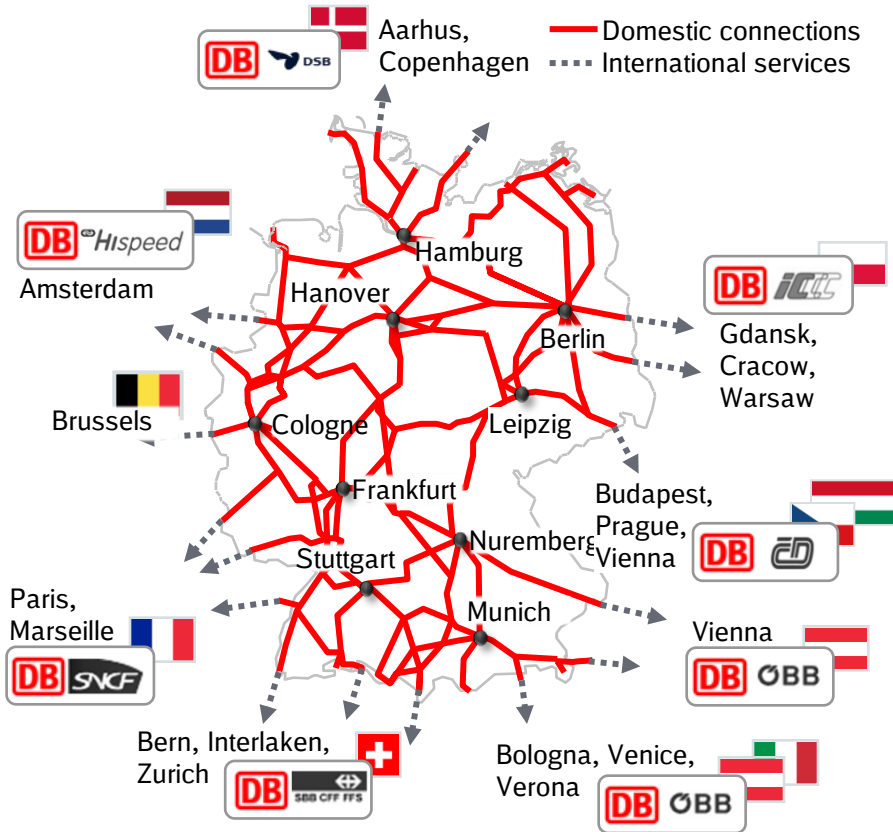 Aarhus,
Copenhagen
DB DSB
Domestic connections
International services
DB Hispeed
Amsterdam
Hamburg
Hanover
DB
Berlin
Gdansk,
Cracow,
Warsaw
Brussels
Cologne
Leipzig
Frankfurt
Budapest,
Prague,
Vienna
DB ČD
Nuremberg
Stuttgart
Paris,
Marseille
DB SNCF
Munich
Vienna
DB ÖBB
Bern, Interlaken,
Zurich
DB SBB CFF FFS
Bologna, Venice,
Verona
DB ÖBB